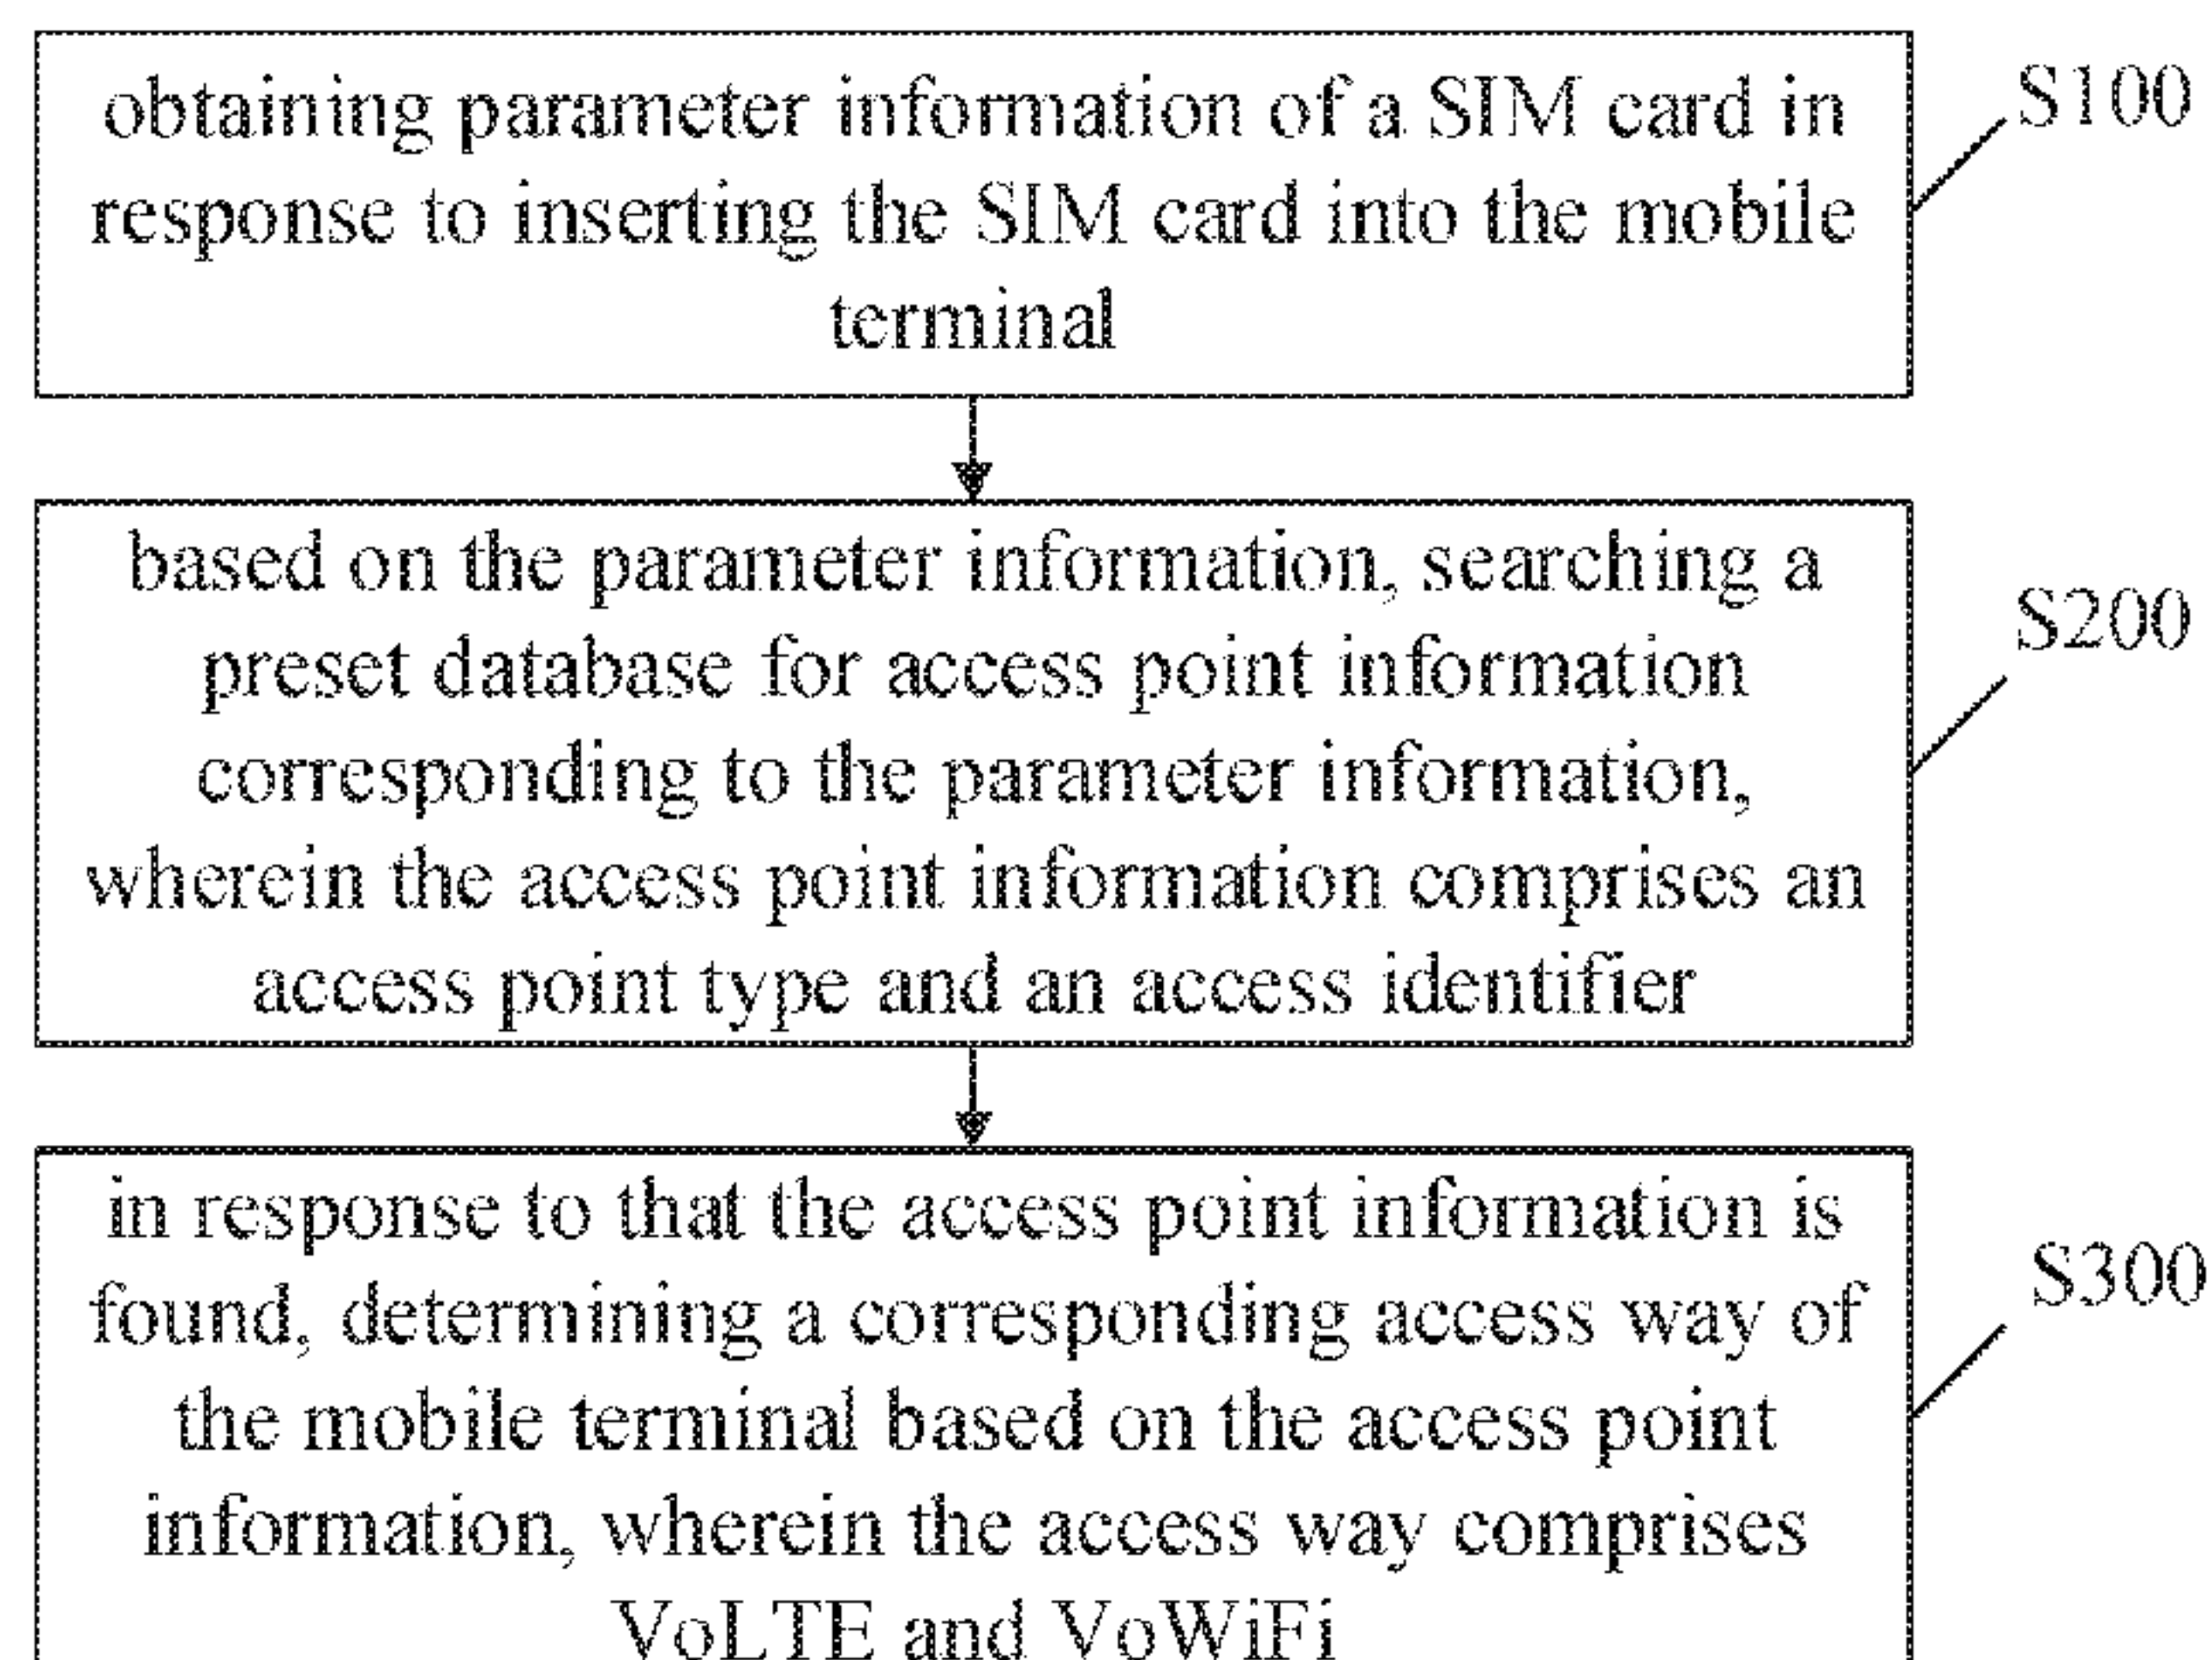 obtaining parameter information of a SIM card in
response to inserting the SIM card into the mobile
terminal
S100
based on the parameter information, searching a
preset database for access point information
corresponding to the parameter information,
wherein the access point information comprises an
access point type and an access identifier
S200
in response to that the access point information is
found, determining a corresponding access way of
the mobile terminal based on the access point
information, wherein the access way comprises
VoLTE and VoWiFi
S300